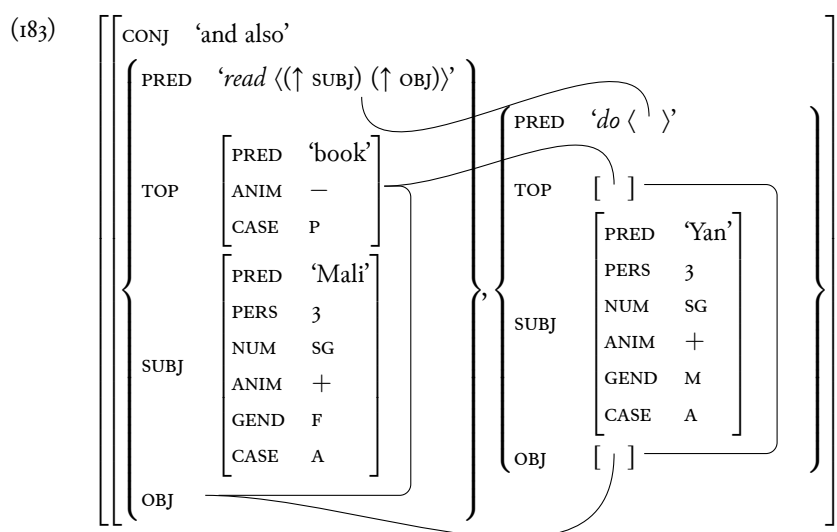 (183)
CONJ ‘and also’
PRED ‘read ⟨(↑ SUBJ) (↑ OBJ)⟩’
TOP
PRED ‘book’
ANIM −
CASE P
SUBJ
PRED ‘Mali’
PERS 3
NUM SG
ANIM +
GEND F
CASE A
OBJ
,
PRED ‘do ⟨ ⟩’
TOP [ ]
SUBJ
PRED ‘Yan’
PERS 3
NUM SG
ANIM +
GEND M
CASE A
OBJ [ ]